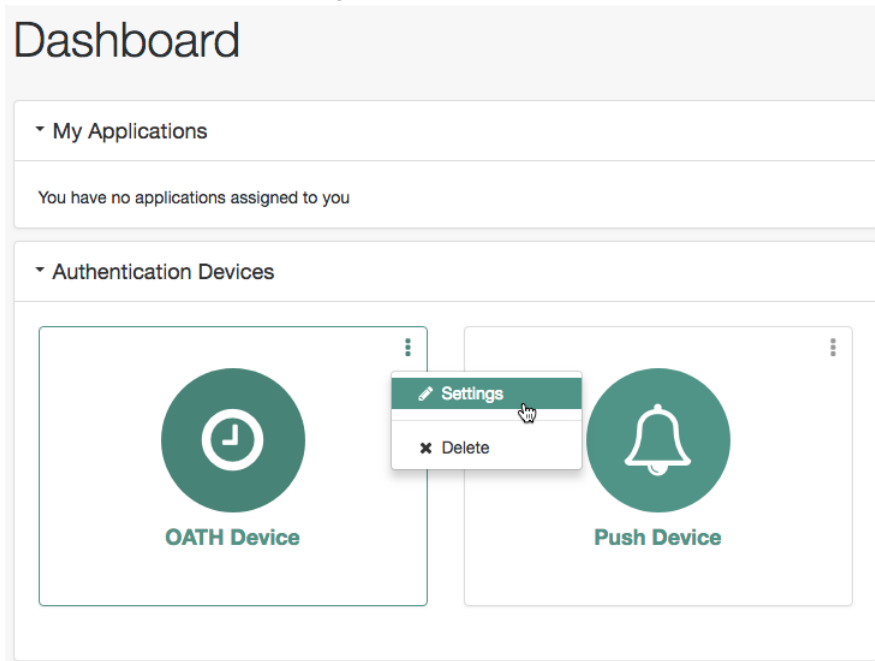 Dashboard
My Applications
You have no applications assigned to you
Authentication Devices
Settings
Delete
OATH Device
Push Device